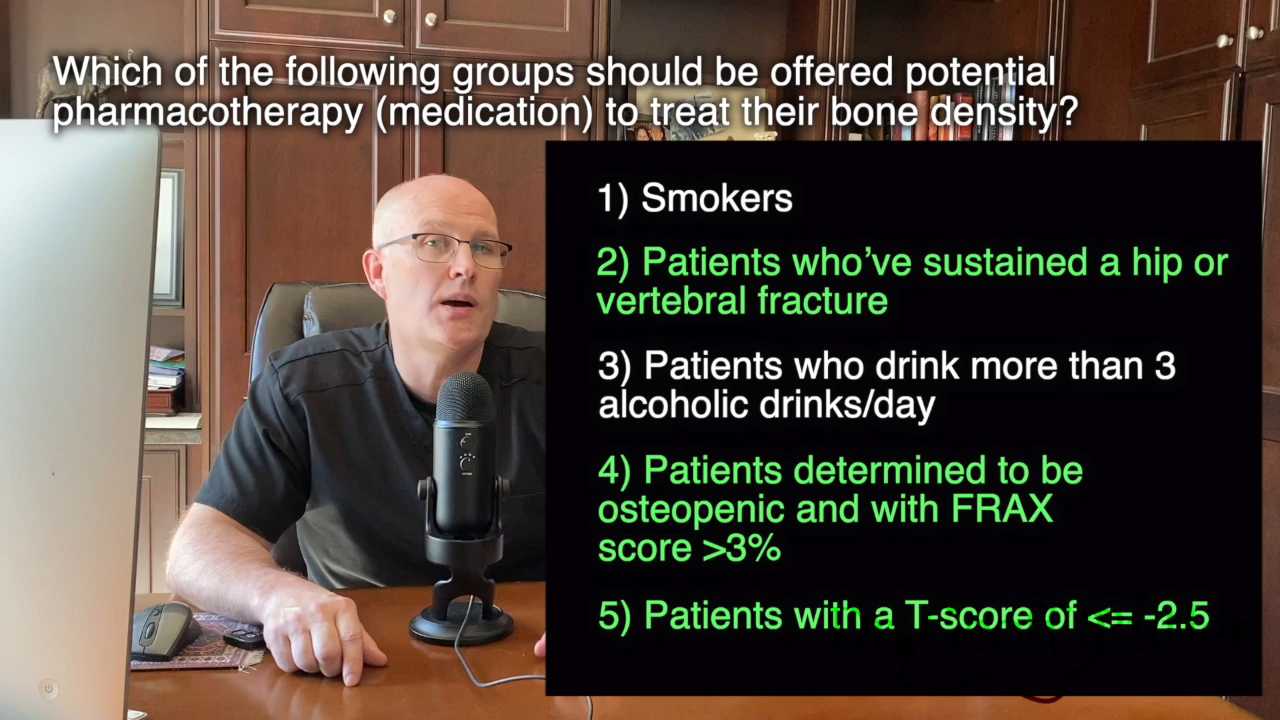 Which of the following groups should be offered potential
pharmacotherapy (medication) to treat their bone density?
1) Smokers
2) Patients who’ve sustained a hip or
vertebral fracture
3) Patients who drink more than 3
alcoholic drinks/day
4) Patients determined to be
osteopenic and with FRAX
score >3%
5) Patients with a T-score of <= -2.5